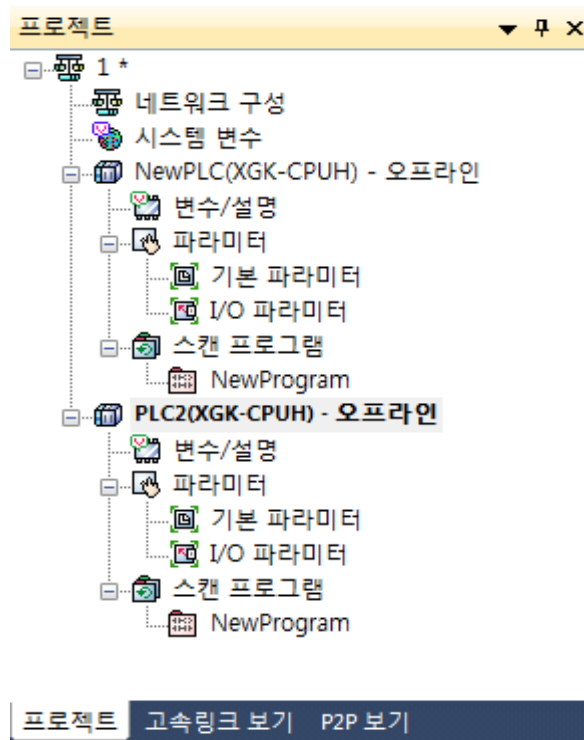 프로젝트
1 *
네트워크 구성
시스템 변수
NewPLC(XGK-CPUH) - 오프라인
변수/설명
파라미터
기본 파라미터
I/O 파라미터
스캔 프로그램
NewProgram
PLC2(XGK-CPUH) - 오프라인
변수/설명
파라미터
기본 파라미터
I/O 파라미터
스캔 프로그램
NewProgram
프로젝트 고속링크 보기 P2P 보기